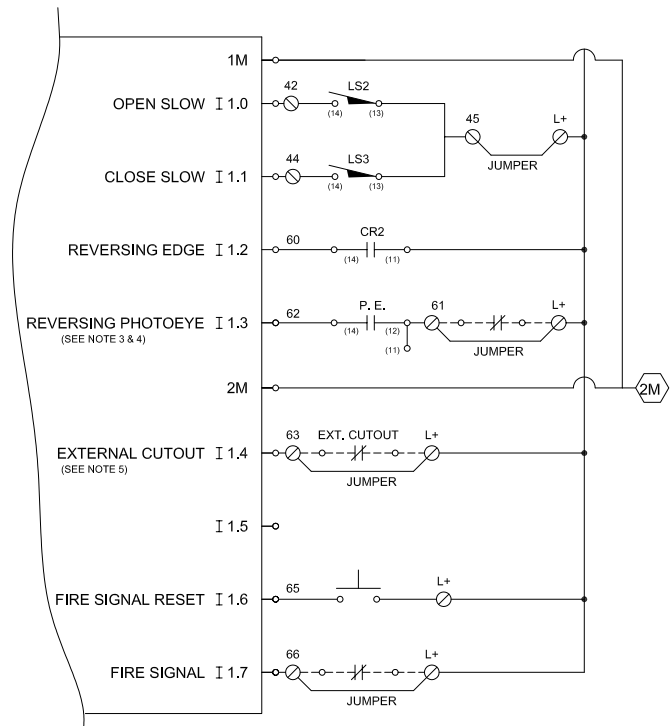 1M
42 LS2
OPEN SLOW I 1.0
(14) (13)
45 L+
JUMPER
44 LS3
CLOSE SLOW I 1.1
(14) (13)
60 CR2
REVERSING EDGE I 1.2
(14) (11)
62 P. E. 61 L+
REVERSING PHOTOEYE I 1.3
(SEE NOTE 3 & 4)
(14) (12)
(11)
JUMPER
2M
2M
63 EXT. CUTOUT L+
EXTERNAL CUTOUT I 1.4
(SEE NOTE 5)
JUMPER
I 1.5
65 L+
FIRE SIGNAL RESET I 1.6
66 L+
FIRE SIGNAL I 1.7
JUMPER